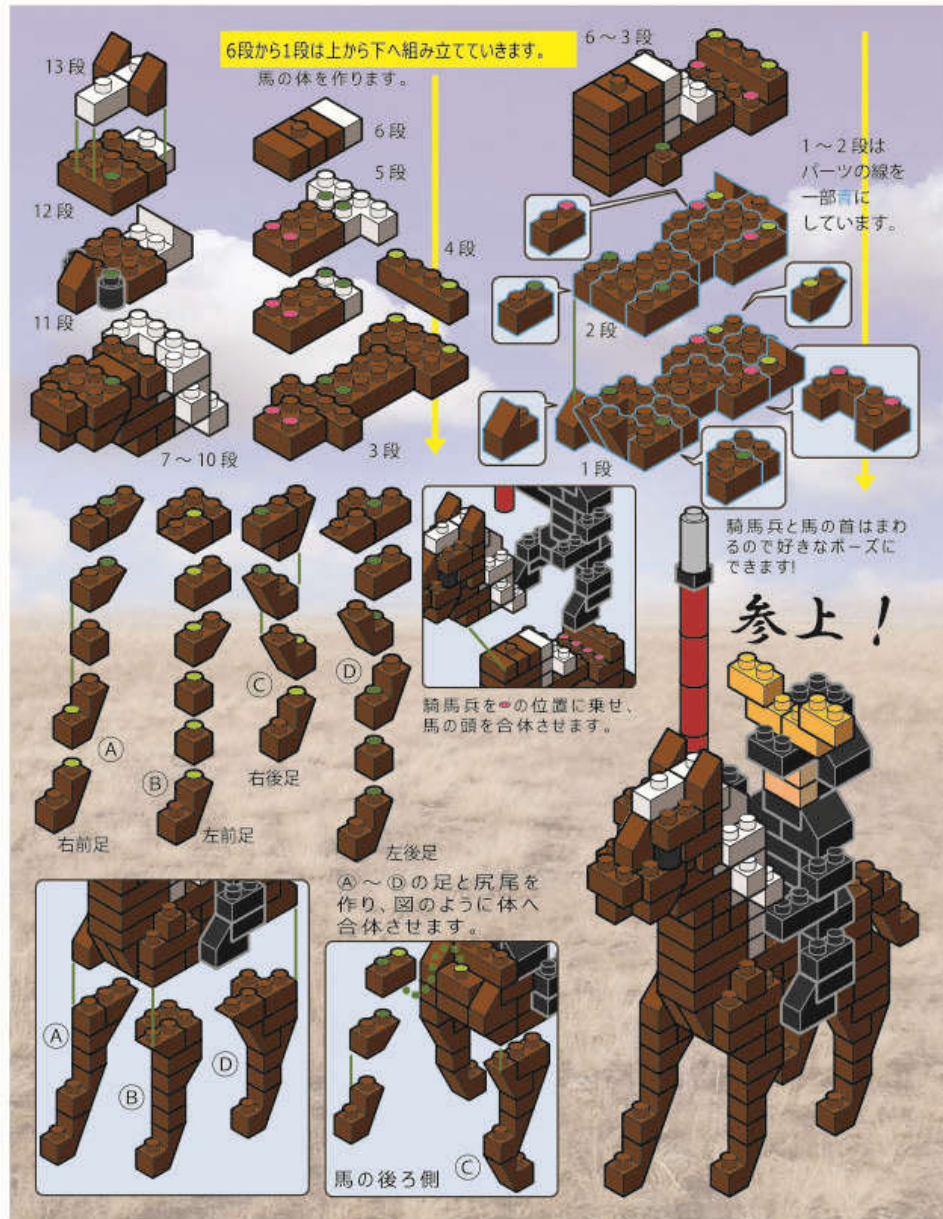 13段
12段
11段
7～10段
6段から1段は上から下へ組み立てていきます。
馬の体を作ります。
6段
5段
4段
3段
6～3段
1～2段は
パーツの線を
一部青に
しています。
2段
1段
騎馬兵と馬の首はまわ
るので好きなポーズに
できます!
参上！
騎馬兵を●の位置に乗せ、
馬の頭を合体させます。
Ⓐ
右前足
Ⓑ
左前足
Ⓒ
右後足
Ⓓ
左後足
Ⓐ～Ⓓの足と尻尾を
作り、図のように体へ
合体させます。
Ⓐ
Ⓑ
Ⓓ
馬の後ろ側
Ⓒ